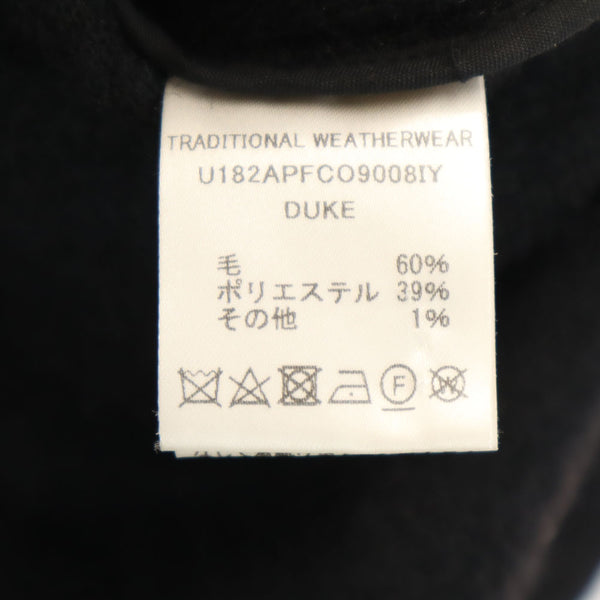 TRADITIONAL WEATHERWEAR
U182APFCO9008IY
DUKE
毛 60%
ポリエステル 39%
その他 1%
F
W